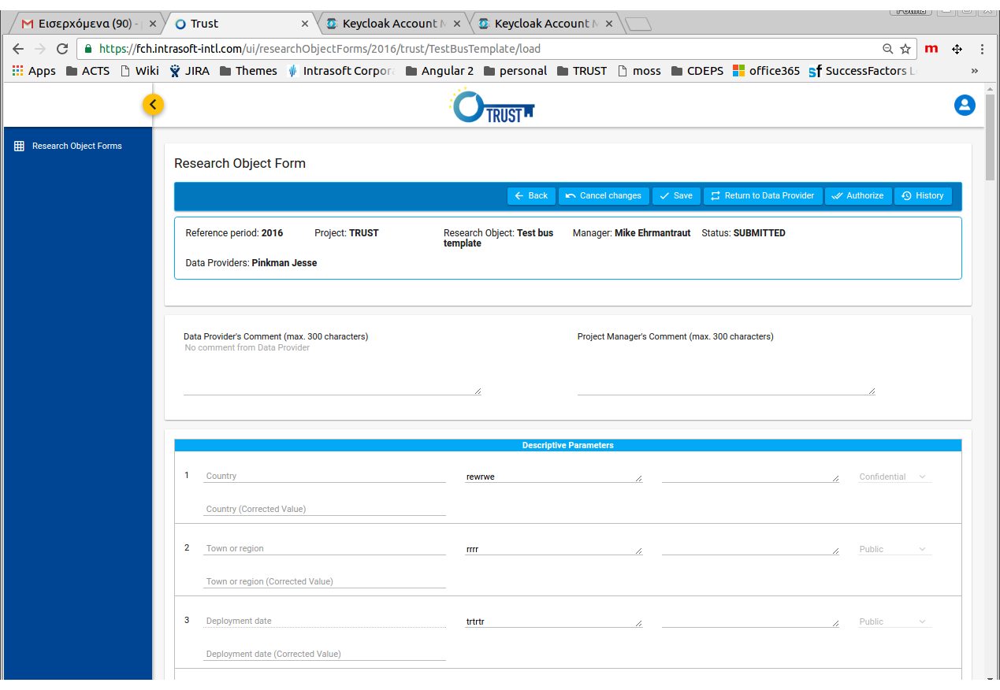 Εισερχόμενα (90) -
Trust
Keycloak Account M
Keycloak Account M
https://fch.intrasoft-intl.com/ui/researchObjectForms/2016/trust/TestBusTemplate/load
m
Apps ACTS Wiki JIRA Themes Intrasoft Corpor Angular 2 personal TRUST moss CDEPS office365 SuccessFactors L »
TRUST
Research Object Forms
Research Object Form
Back Cancel changes Save Return to Data Provider Authorize History
Reference period: 2016 Project: TRUST Research Object: Test bus Manager: Mike Ehrmantraut Status: SUBMITTED
template
Data Providers: Pinkman Jesse
Data Provider's Comment (max. 300 characters) Project Manager's Comment (max. 300 characters)
No comment from Data Provider
Descriptive Parameters
1 Country rewrwe Confidential
Country (Corrected Value)
2 Town or region rrrr Public
Town or region (Corrected Value)
3 Deployment date trtrtr Public
Deployment date (Corrected Value)